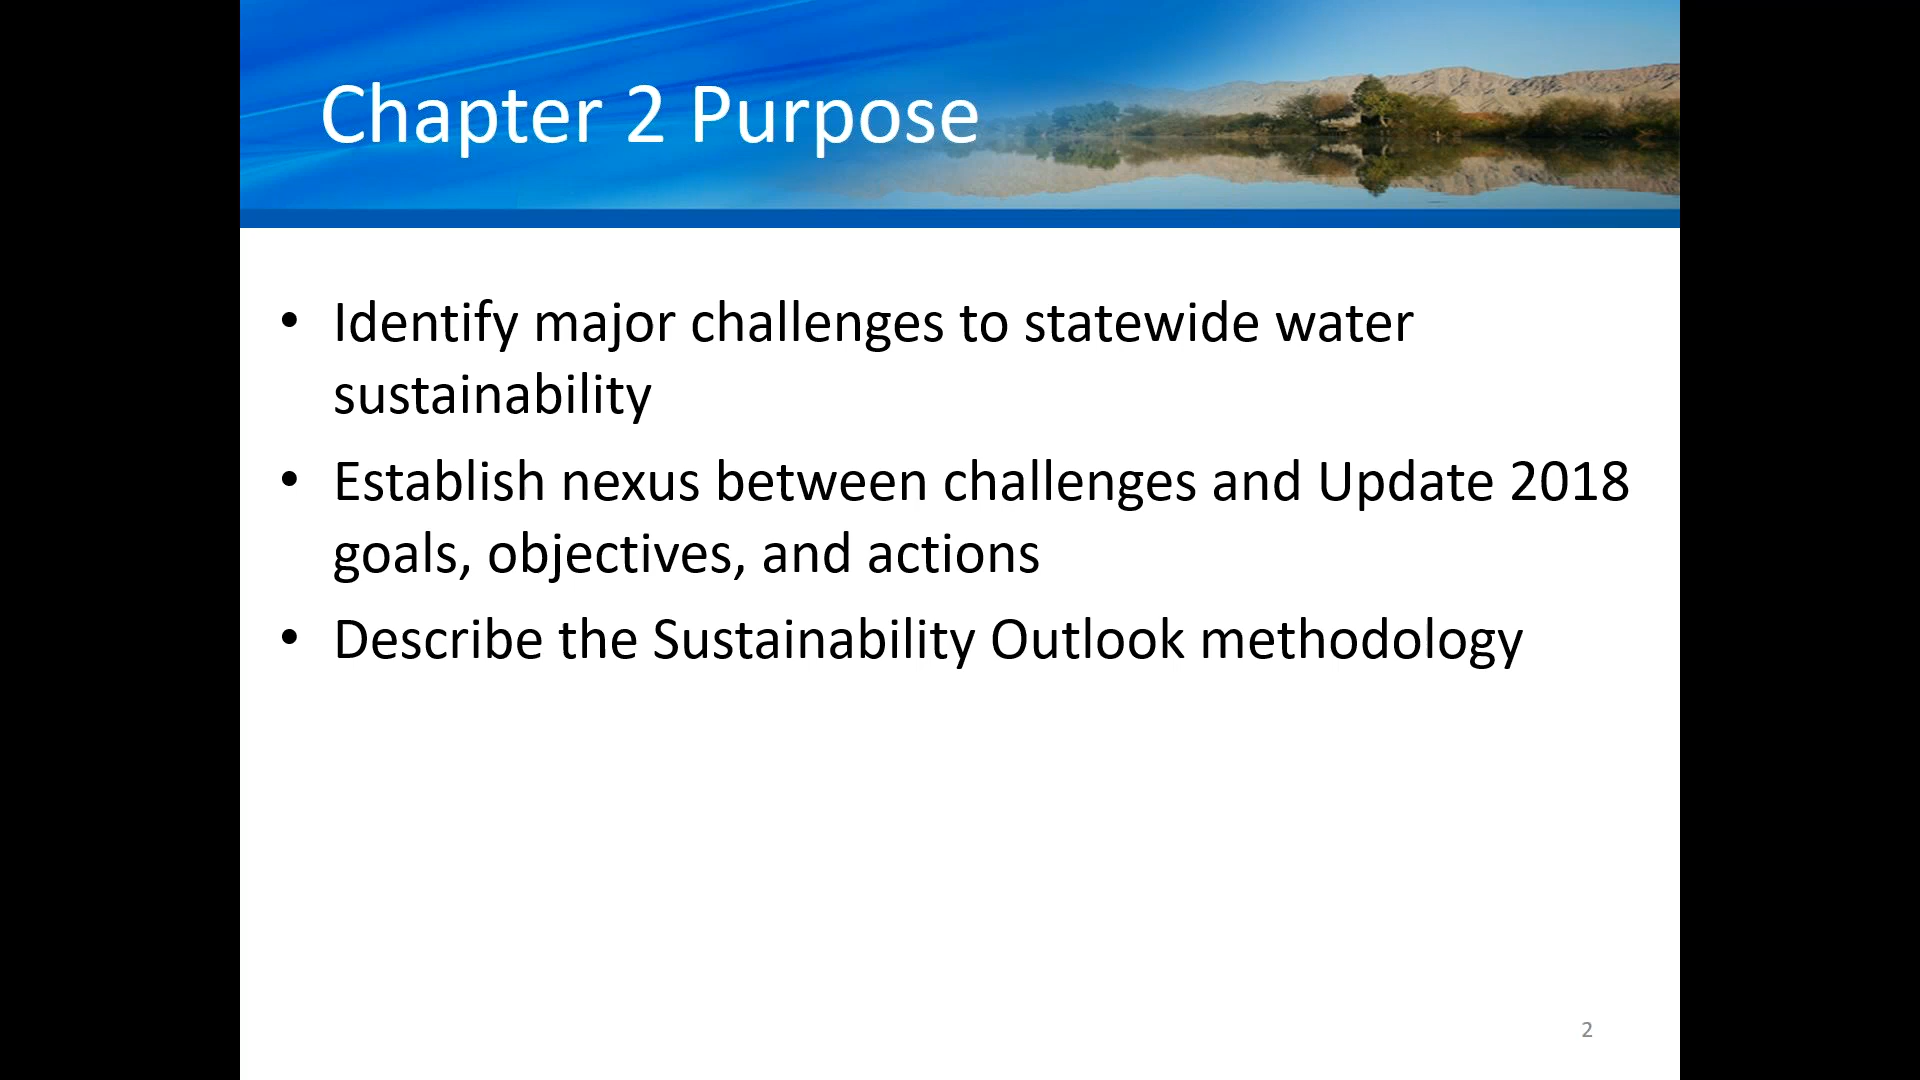 Chapter 2 Purpose
• Identify major challenges to statewide water
sustainability
• Establish nexus between challenges and Update 2018
goals, objectives, and actions
• Describe the Sustainability Outlook methodology
2